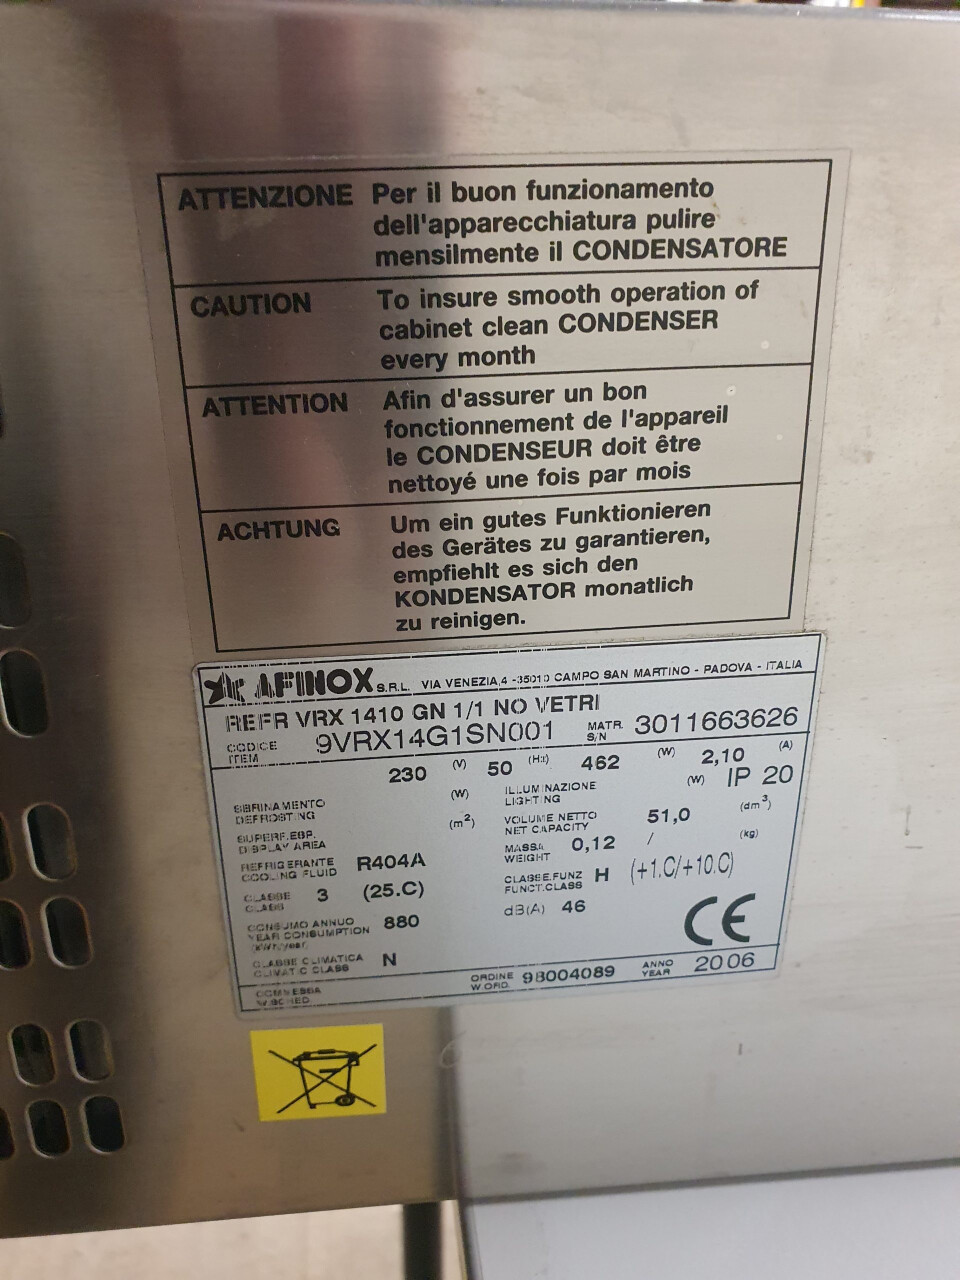 ATTENZIONE Per il buon funzionamento
dell'apparecchiatura pulire
mensilmente il CONDENSATORE
CAUTION To insure smooth operation of
cabinet clean CONDENSER
every month
ATTENTION Afin d'assurer un bon
fonctionnement de l'appareil
le CONDENSEUR doit être
nettoyé une fois par mois
ACHTUNG Um ein gutes Funktionieren
des Gerätes zu garantieren,
empfiehlt es sich den
KONDENSATOR monatlich
zu reinigen.
AFINOX S.R.L. VIA VENEZIA,4 -35010 CAMPO SAN MARTINO - PADOVA - ITALIA
REFR VRX 1410 GN 1/1 NO VETRI
CODICE
ITEM 9VRX14G1SN001 MATR.
S/N 3011663626
230 (V) 50 (Hz) 462 (W) 2,10 (A)
SBRINAMENTO
DEFROSTING (W) ILLUMINAZIONE
LIGHTING (W) IP 20
SUPERF.ESP.
DISPLAY AREA (m²) VOLUME NETTO
NET CAPACITY 51,0 (dm³)
REFRIGERANTE
COOLING FLUID R404A MASSA
WEIGHT 0,12 / (kg)
CLASSE
CLASS 3 (25.C) CLASSE.FUNZ
FUNCT.CLASS H (+1.C/+10.C)
CONSUMO ANNUO
YEAR CONSUMPTION
(kWh/year) 880 dB(A) 46
CE
CLASSE CLIMATICA
CLIMATIC CLASS N
COMMESSA
W.SCHED. ORDINE
W.ORD. 98004089 ANNO
YEAR 2006